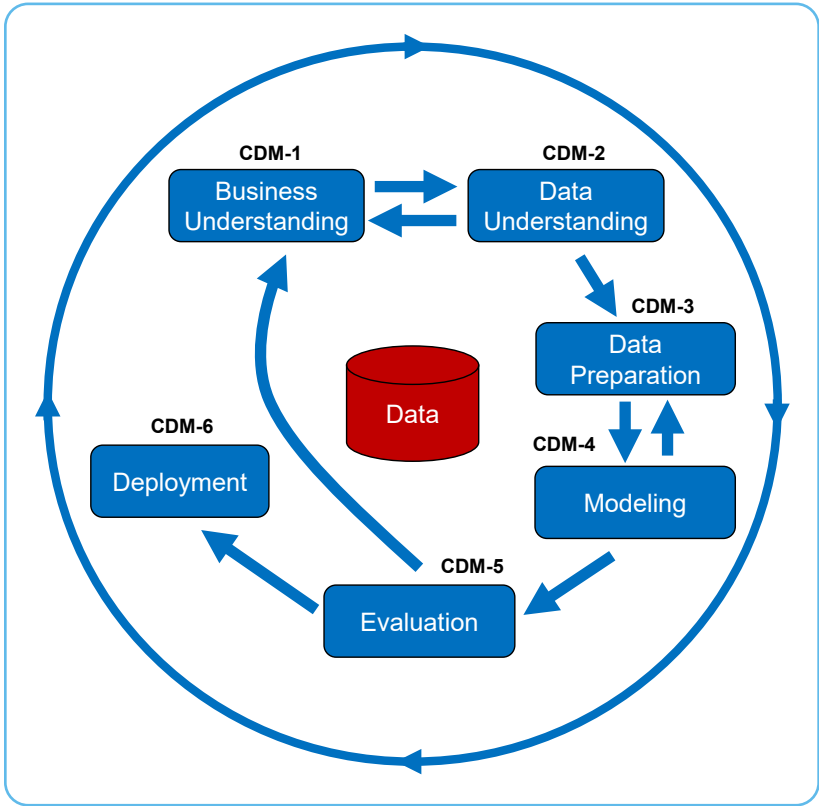 CDM-1
Business
Understanding
CDM-2
Data
Understanding
CDM-3
Data
Preparation
Data
CDM-6
Deployment
CDM-4
Modeling
CDM-5
Evaluation